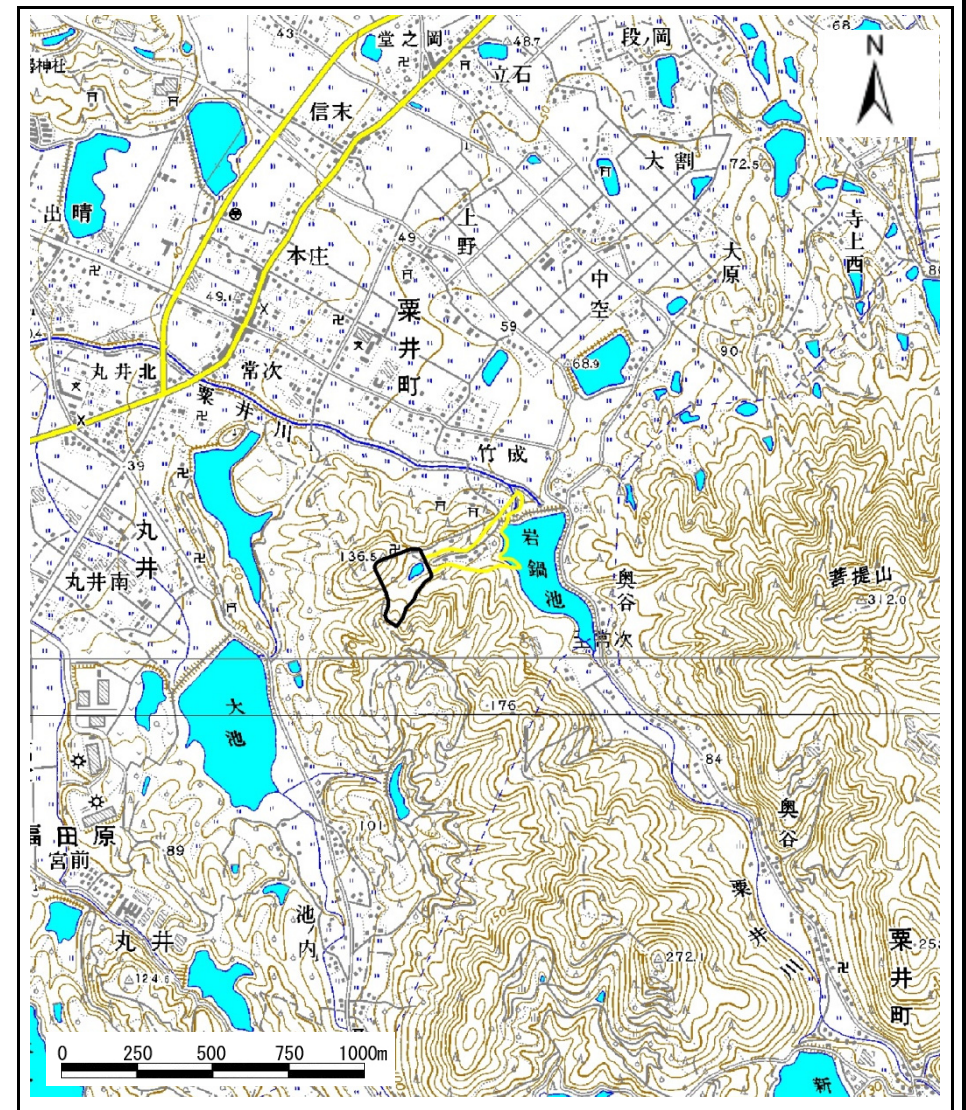 43
堂之岡
48.7
立石
段ノ岡
68
N
信末
大割
72.5
出晴
上野
49
本庄
大原
寺上西
49.1
中空
粟井町
59
68.9
90
丸井北
常次
粟井川
竹成
39
丸井
136.5
岩鍋池
奥谷
菩提山
312.0
丸井南
常次
大池
176
84
101
奥谷
福田原
宮前
89
粟井川
池ノ内
粟井町
丸井
124.6
272.1
新
0 250 500 750 1000m